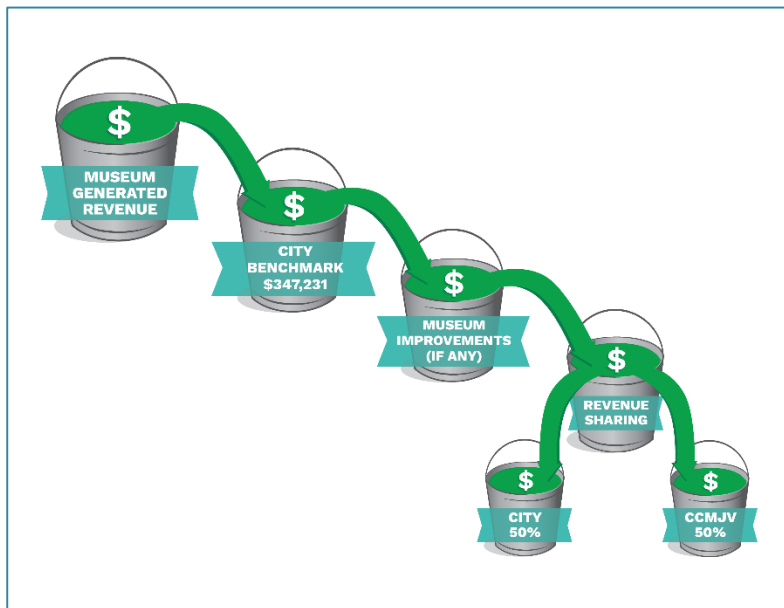 $
MUSEUM
GENERATED
REVENUE
$
CITY
BENCHMARK
$347,231
$
MUSEUM
IMPROVEMENTS
(IF ANY)
$
REVENUE
SHARING
$
CITY
50%
$
CCMJV
50%